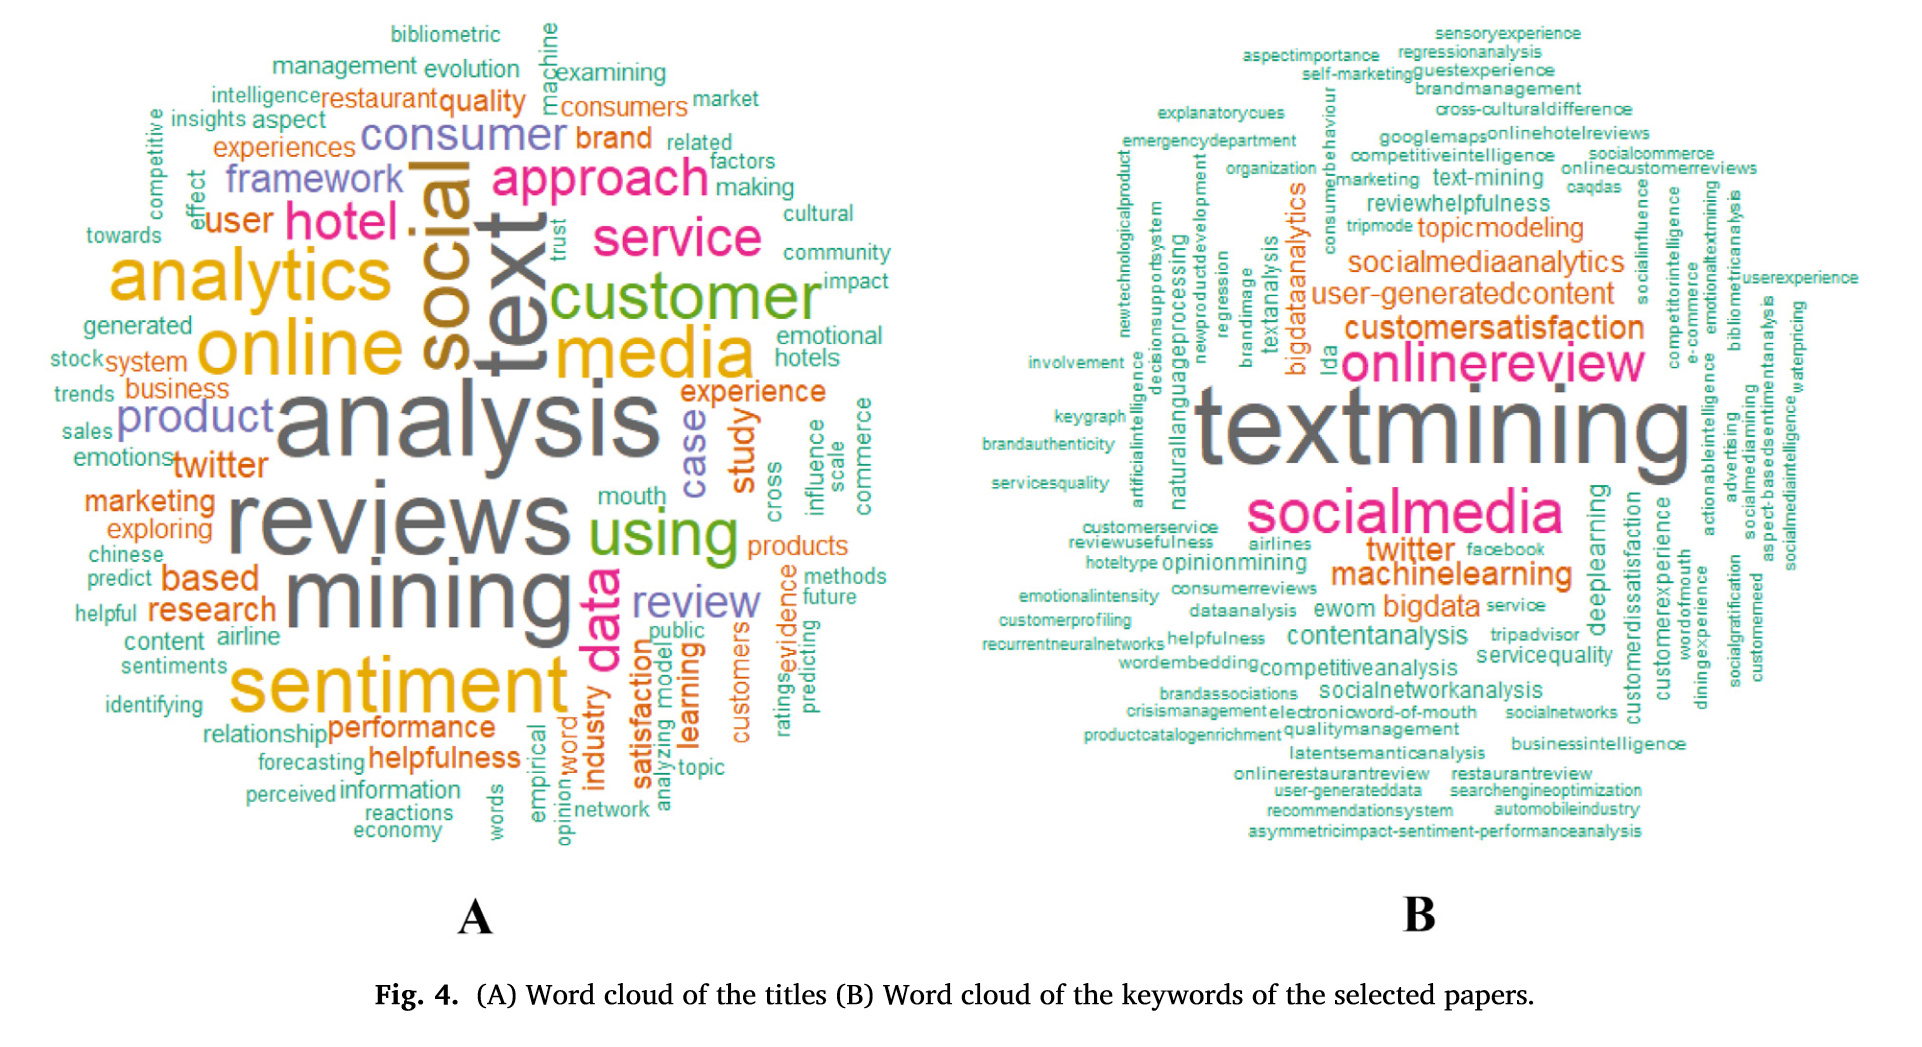 bibliometric
machine
management evolution
examining
intelligence restaurant quality
consumers market
competitive
insights aspect
consumer brand related
experiences
factors
framework
social
approach making
effect
user hotel
text
trust
service
cultural
towards
community
analytics
customer impact
generated
online
media
emotional
stock system
hotels
trends business
analysis
experience
product
case
study
sales
influence
scale
commerce
emotions twitter
cross
marketing
reviews
mouth
exploring
using
products
chinese
predict based
mining
data
review
evidence
methods
future
helpful research
content airline
public
sentiments
sentiment
satisfaction
model
learning
customers
ratings
predicting
identifying
industry
relationship performance
empirical
word
analyzing
forecasting helpfulness
topic
perceived information
words
opinion
network
reactions
economy
A
sensoryexperience
aspectimportance regressionanalysis
self-marketing guestexperience
brandmanagement
consumerbehaviour
cross-culturaldifference
explanatorycues
googlemaps onlinehotelreviews
emergencydepartment
competitiveintelligence socialcommerce
newtechnologicalproduct
newproductdevelopment
organization
marketing text-mining
onlinecustomerreviews
caqdas
bigdataanalytics
reviewhelpfulness
socialinfluence
competitorintelligence
emotionaltextmining
bibliometricanalysis
decisionsupportsystem
tripmode topicmodeling
naturallanguageprocessing
regression
textanalysis
socialmediaanalytics
e-commerce
userexperience
brandimage
user-generatedcontent
aspect-basedsentimentanalysis
waterpricing
customersatisfaction
lda
onlinereview
involvement
artificialintelligence
actionableintelligence
textmining
keygraph
advertising
socialmediamining
socialmediaintelligence
brandauthenticity
servicesquality
socialmedia
deeplearning
customerdissatisfaction
customerexperience
customerservice
reviewusefulness airlines
twitter facebook
hoteltype opinionmining
machinelearning
wordofmouth
diningexperience
socialgratification
customerneed
emotionalintensity consumerreviews
dataanalysis ewom bigdata service
customerprofiling
recurrentneuralnetworks helpfulness contentanalysis tripadvisor
servicequality
wordembedding competitiveanalysis
brandassociations socialnetworkanalysis
crisismanagement electronicword-of-mouth socialnetworks
productcatalogenrichment qualitymanagement
latentsemanticanalysis businessintelligence
onlinerestaurantreview restaurantreview
user-generateddata searchengineoptimization
recommendationsystem automobileindustry
asymmetricimpact-sentiment-performanceanalysis
B
Fig. 4. (A) Word cloud of the titles (B) Word cloud of the keywords of the selected papers.